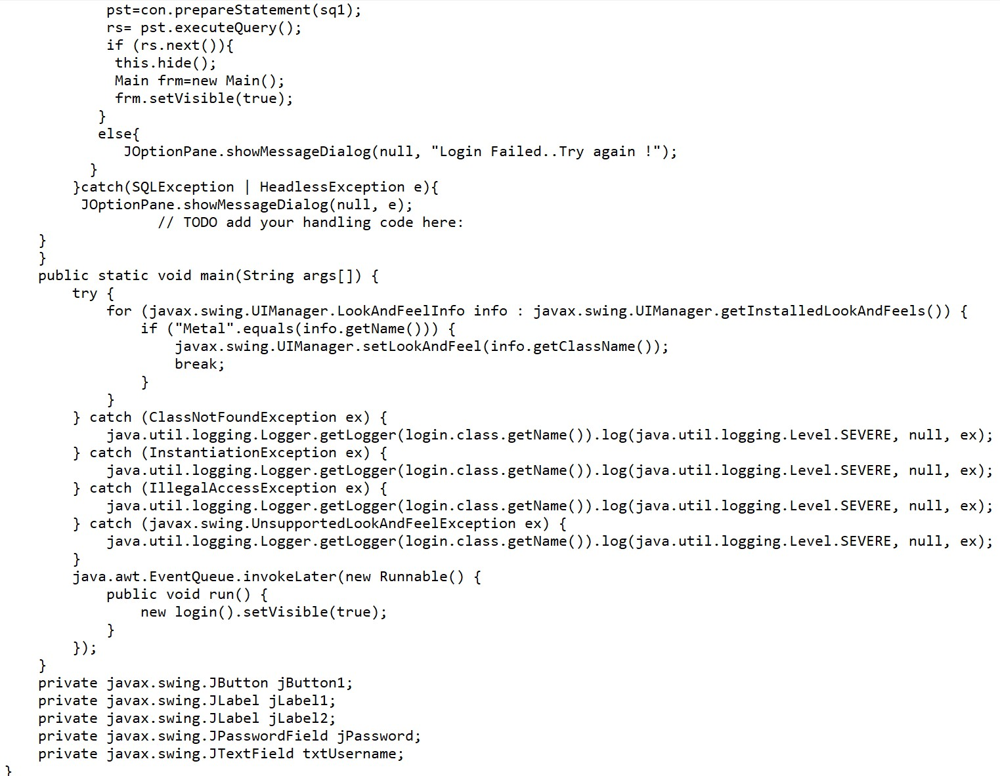 pst=con.prepareStatement(sq1);
            rs= pst.executeQuery();
            if (rs.next()){
             this.hide();
             Main frm=new Main();
             frm.setVisible(true);
           }
           else{
              JOptionPane.showMessageDialog(null, "Login Failed..Try again !");
          }
        }catch(SQLException | HeadlessException e){
         JOptionPane.showMessageDialog(null, e);
                  // TODO add your handling code here:
    }
    }
    public static void main(String args[]) {
        try {
            for (javax.swing.UIManager.LookAndFeelInfo info : javax.swing.UIManager.getInstalledLookAndFeels()) {
                if ("Metal".equals(info.getName())) {
                    javax.swing.UIManager.setLookAndFeel(info.getClassName());
                    break;
                }
            }
        } catch (ClassNotFoundException ex) {
            java.util.logging.Logger.getLogger(login.class.getName()).log(java.util.logging.Level.SEVERE, null, ex);
        } catch (InstantiationException ex) {
            java.util.logging.Logger.getLogger(login.class.getName()).log(java.util.logging.Level.SEVERE, null, ex);
        } catch (IllegalAccessException ex) {
            java.util.logging.Logger.getLogger(login.class.getName()).log(java.util.logging.Level.SEVERE, null, ex);
        } catch (javax.swing.UnsupportedLookAndFeelException ex) {
            java.util.logging.Logger.getLogger(login.class.getName()).log(java.util.logging.Level.SEVERE, null, ex);
        }
        java.awt.EventQueue.invokeLater(new Runnable() {
            public void run() {
                new login().setVisible(true);
            }
        });
    }
    private javax.swing.JButton jButton1;
    private javax.swing.JLabel jLabel1;
    private javax.swing.JLabel jLabel2;
    private javax.swing.JPasswordField jPassword;
    private javax.swing.JTextField txtUsername;
}